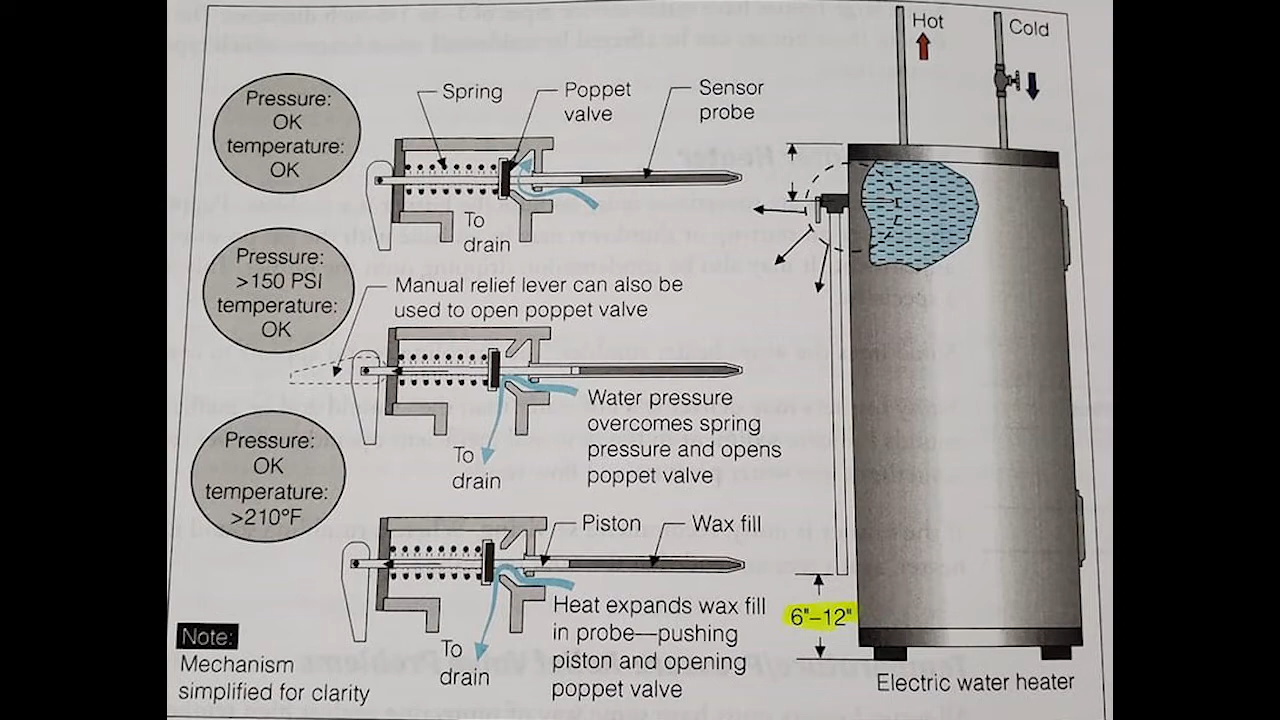 Pressure:
OK
temperature:
OK
Spring
Poppet
valve
Sensor
probe
Hot
Cold
To
drain
Pressure:
>150 PSI
temperature:
OK
Manual relief lever can also be
used to open poppet valve
Water pressure
overcomes spring
pressure and opens
poppet valve
To
drain
Pressure:
OK
temperature:
>210°F
Piston
Wax fill
Heat expands wax fill
in probe—pushing
piston and opening
poppet valve
To
drain
6"–12"
Note:
Mechanism
simplified for clarity
Electric water heater